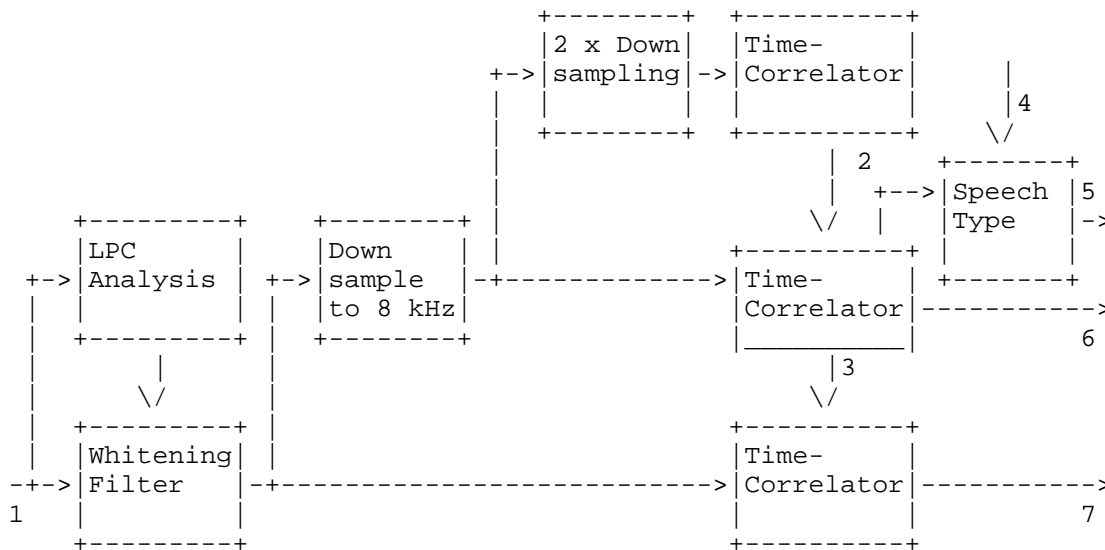 2 x Down
sampling
Time-
Correlator
4
2
Speech
Type
5
LPC
Analysis
Down
sample
to 8 kHz
Time-
Correlator
6
3
Whitening
Filter
Time-
Correlator
1
7